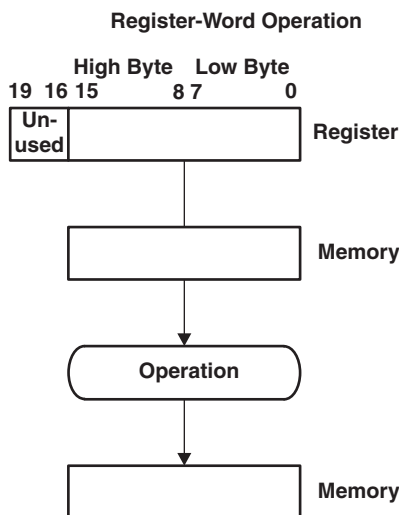 Register-Word Operation
High Byte Low Byte
19 16 15 8 7 0
Un-
used
Register
Memory
Operation
Memory